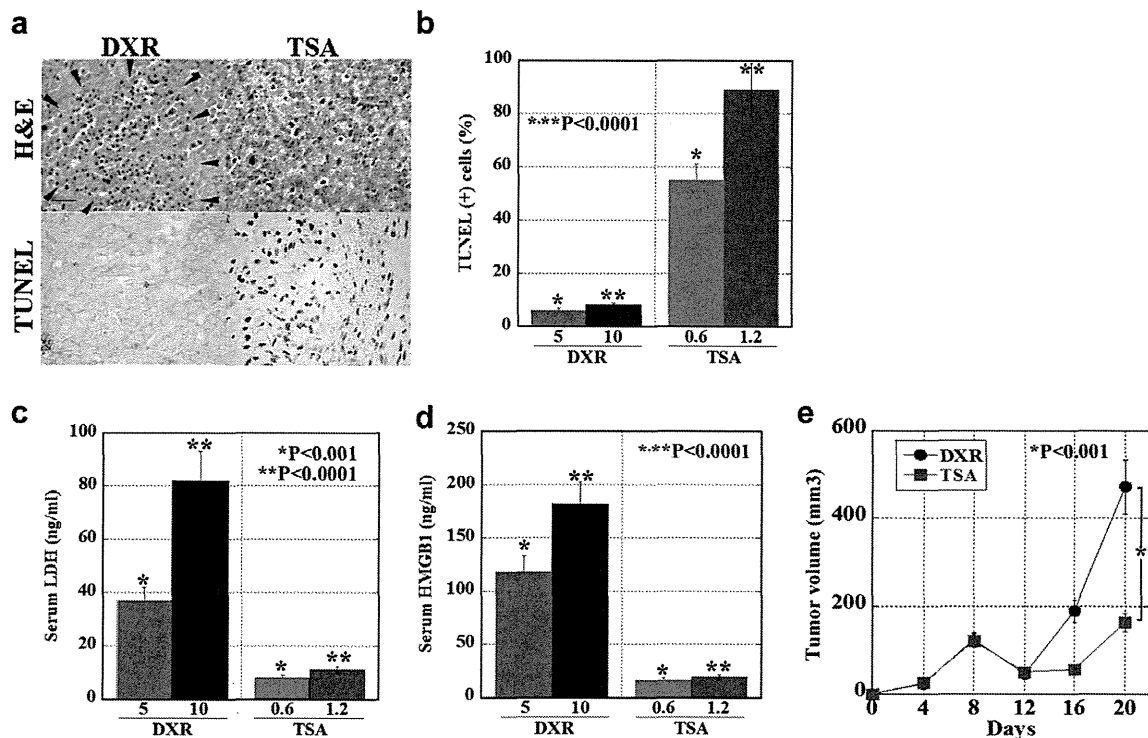 a
DXR TSA
H&E
TUNEL
b
TUNEL (+) cells (%)
100
80
60
40
20
0
*,**P<0.0001
* ** * **
5 10 0.6 1.2
DXR TSA
c
Serum LDH (ng/ml)
100
80
60
40
20
0
*P<0.001
**P<0.0001
* ** * **
5 10 0.6 1.2
DXR TSA
d
Serum HMGB1 (ng/ml)
250
200
150
100
50
0
*,**P<0.0001
* ** * **
5 10 0.6 1.2
DXR TSA
e
Tumor volume (mm3)
600
400
200
0
DXR
TSA
*P<0.001
*
0 4 8 12 16 20
Days